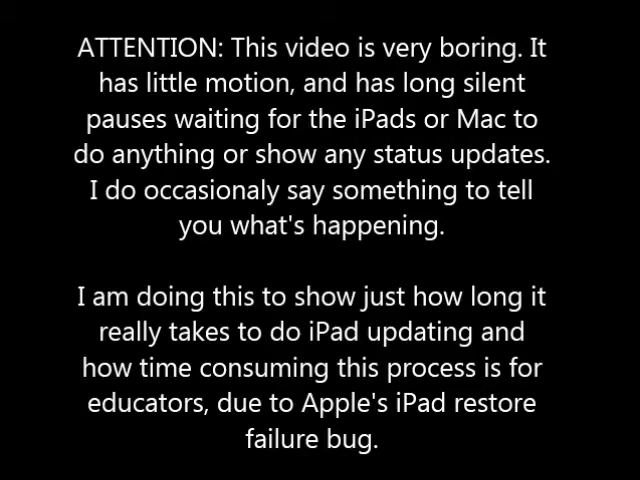 ATTENTION: This video is very boring. It
has little motion, and has long silent
pauses waiting for the iPads or Mac to
do anything or show any status updates.
I do occasionaly say something to tell
you what's happening.
I am doing this to show just how long it
really takes to do iPad updating and
how time consuming this process is for
educators, due to Apple's iPad restore
failure bug.